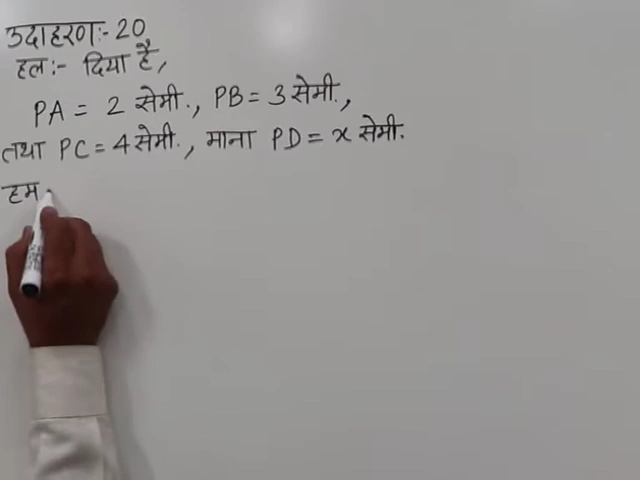 उदाहरण:- 20
हल:- दिया है,
PA = 2 सेमी., PB = 3 सेमी.,
तथा PC = 4 सेमी., माना PD = x सेमी.
हम